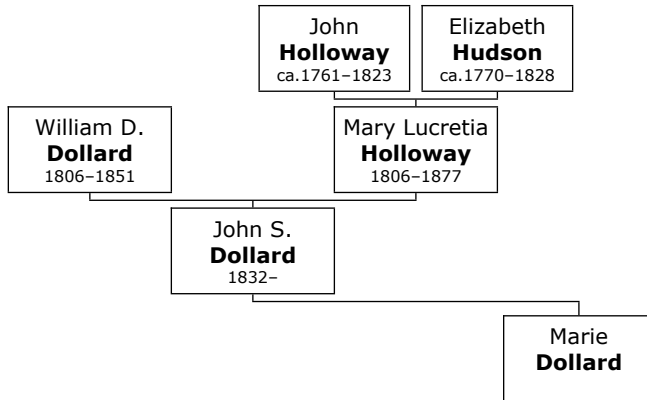 John
Holloway
ca.1761–1823
Elizabeth
Hudson
ca.1770–1828
William D.
Dollard
1806–1851
Mary Lucretia
Holloway
1806–1877
John S.
Dollard
1832–
Marie
Dollard